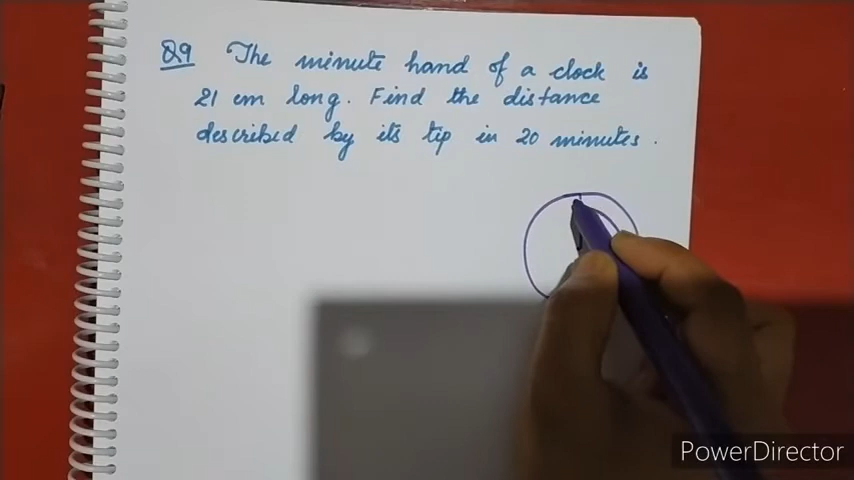 Q9 The minute hand of a clock is
21 cm long. Find the distance
described by its tip in 20 minutes.
PowerDirector